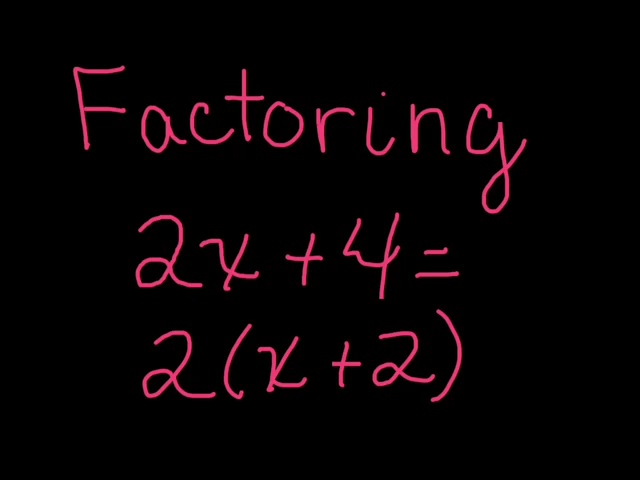 Factoring
2x + 4 =
2(x + 2)